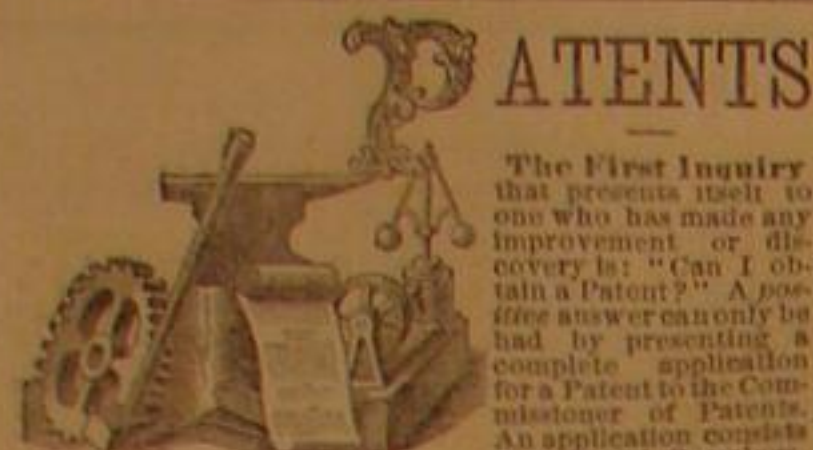 PATENTS
The First Inquiry
that presents itself to
one who has made any
improvement or dis-
covery is: "Can I ob-
tain a Patent?" A pos-
itive answer can only be
had by presenting a
complete application
for a Patent to the Com-
missioner of Patents.
An application consists